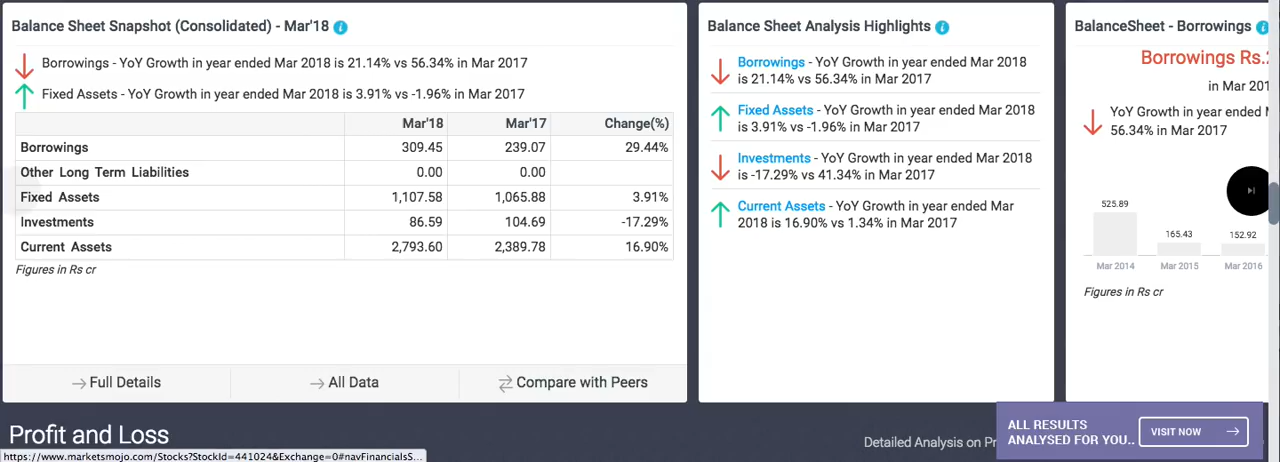 Balance Sheet Snapshot (Consolidated) - Mar'18
Borrowings - YoY Growth in year ended Mar 2018 is 21.14% vs 56.34% in Mar 2017
Fixed Assets - YoY Growth in year ended Mar 2018 is 3.91% vs -1.96% in Mar 2017
Mar'18 Mar'17 Change(%)
Borrowings 309.45 239.07 29.44%
Other Long Term Liabilities 0.00 0.00
Fixed Assets 1,107.58 1,065.88 3.91%
Investments 86.59 104.69 -17.29%
Current Assets 2,793.60 2,389.78 16.90%
Figures in Rs cr
Full Details
All Data
Compare with Peers
Balance Sheet Analysis Highlights
Borrowings - YoY Growth in year ended Mar 2018
is 21.14% vs 56.34% in Mar 2017
Fixed Assets - YoY Growth in year ended Mar 2018
is 3.91% vs -1.96% in Mar 2017
Investments - YoY Growth in year ended Mar 2018
is -17.29% vs 41.34% in Mar 2017
Current Assets - YoY Growth in year ended Mar
2018 is 16.90% vs 1.34% in Mar 2017
BalanceSheet - Borrowings
Borrowings Rs.
in Mar 201
YoY Growth in year ended
56.34% in Mar 2017
525.89
165.43
152.92
Mar 2014
Mar 2015
Mar 2016
Figures in Rs cr
Profit and Loss
Detailed Analysis on
ALL RESULTS
ANALYSED FOR YOU..
VISIT NOW
https://www.marketsmojo.com/Stocks?StockId=441024&Exchange=0#navFinancialsS...